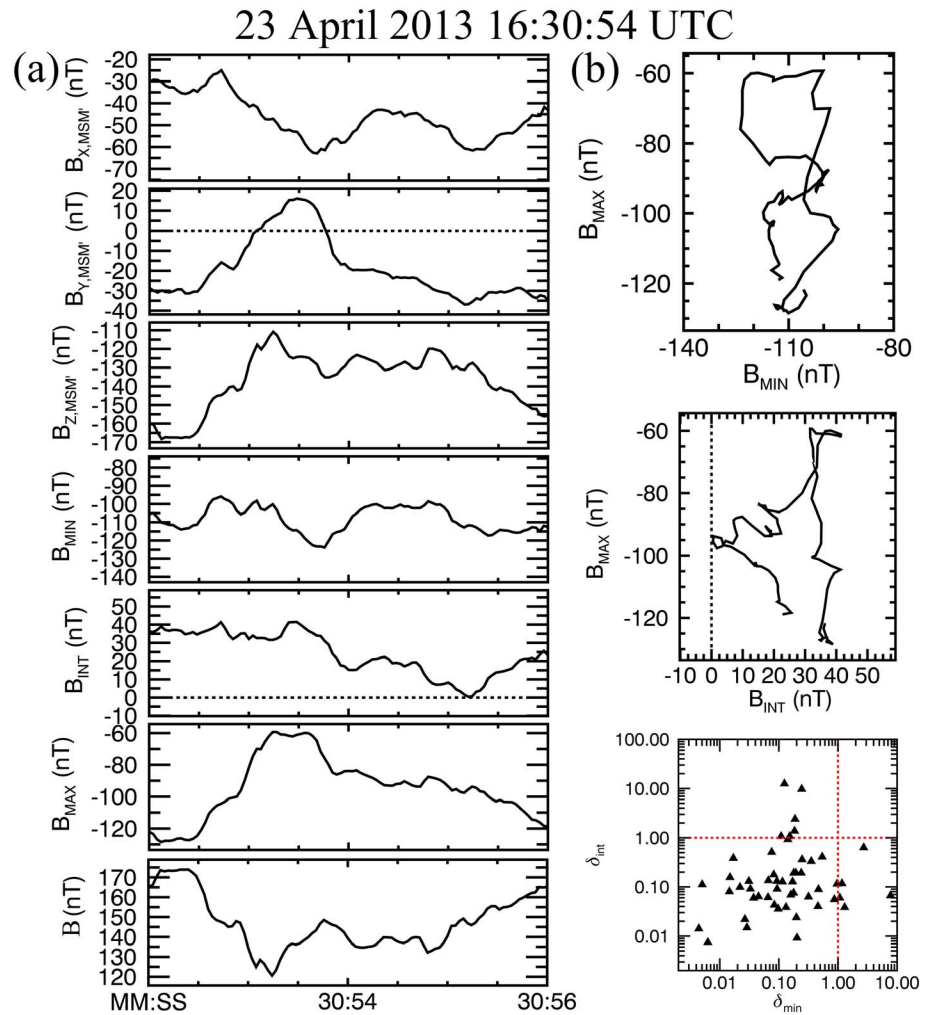 23 April 2013 16:30:54 UTC
(a)
B_X,MSM' (nT)
-20
-30
-40
-50
-60
-70
B_Y,MSM' (nT)
20
10
0
-10
-20
-30
-40
B_Z,MSM' (nT)
-110
-120
-130
-140
-150
-160
-170
B_MIN (nT)
-80
-90
-100
-110
-120
-130
-140
B_INT (nT)
50
40
30
20
10
0
-10
B_MAX (nT)
-60
-80
-100
-120
B (nT)
170
160
150
140
130
120
MM:SS 30:54 30:56
(b)
B_MAX (nT)
-60
-80
-100
-120
-140 -110 -80
B_MIN (nT)
B_MAX (nT)
-60
-80
-100
-120
-10 0 10 20 30 40 50
B_INT (nT)
δ_int
100.00
10.00
1.00
0.10
0.01
0.01 0.10 1.00 10.00
δ_min